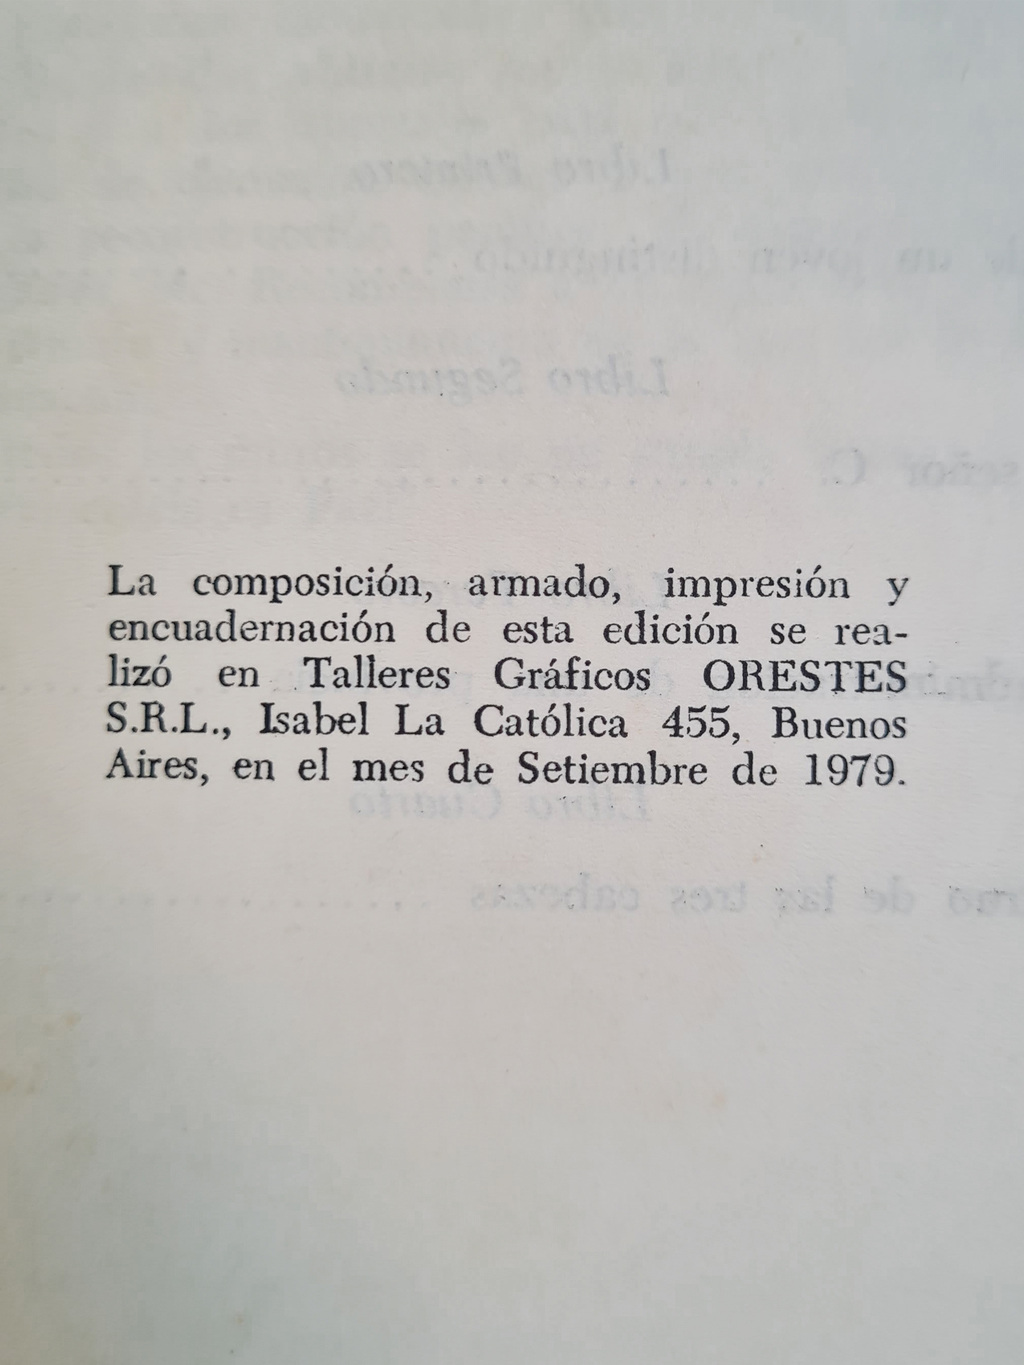 La composición, armado, impresión y
encuadernación de esta edición se rea-
lizó en Talleres Gráficos ORESTES
S.R.L., Isabel La Católica 455, Buenos
Aires, en el mes de Setiembre de 1979.